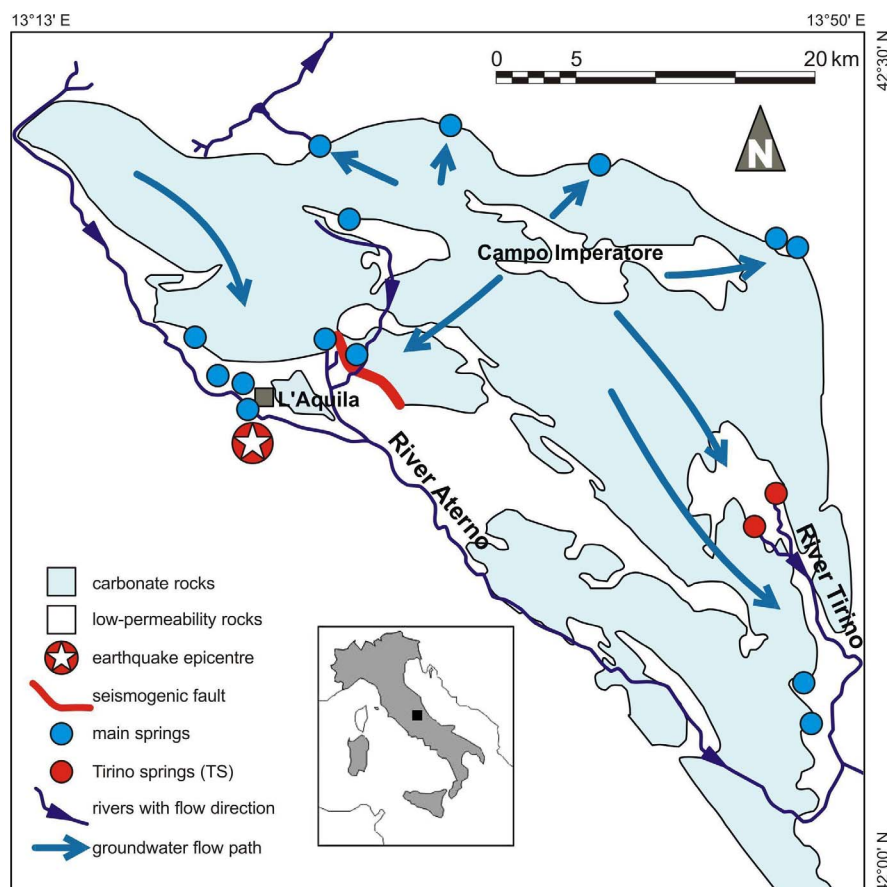 13°13' E
13°50' E
42°30' N
0 5 20 km
N
Campo Imperatore
L'Aquila
River Aterno
River Tirino
carbonate rocks
low-permeability rocks
earthquake epicentre
seismogenic fault
main springs
Tirino springs (TS)
rivers with flow direction
groundwater flow path